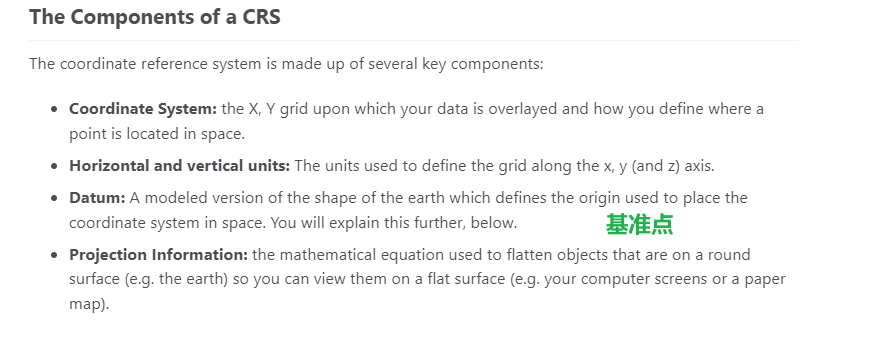 The Components of a CRS
The coordinate reference system is made up of several key components:
• Coordinate System: the X, Y grid upon which your data is overlayed and how you define where a
point is located in space.
• Horizontal and vertical units: The units used to define the grid along the x, y (and z) axis.
• Datum: A modeled version of the shape of the earth which defines the origin used to place the
coordinate system in space. You will explain this further, below. 基准点
• Projection Information: the mathematical equation used to flatten objects that are on a round
surface (e.g. the earth) so you can view them on a flat surface (e.g. your computer screens or a paper
map).